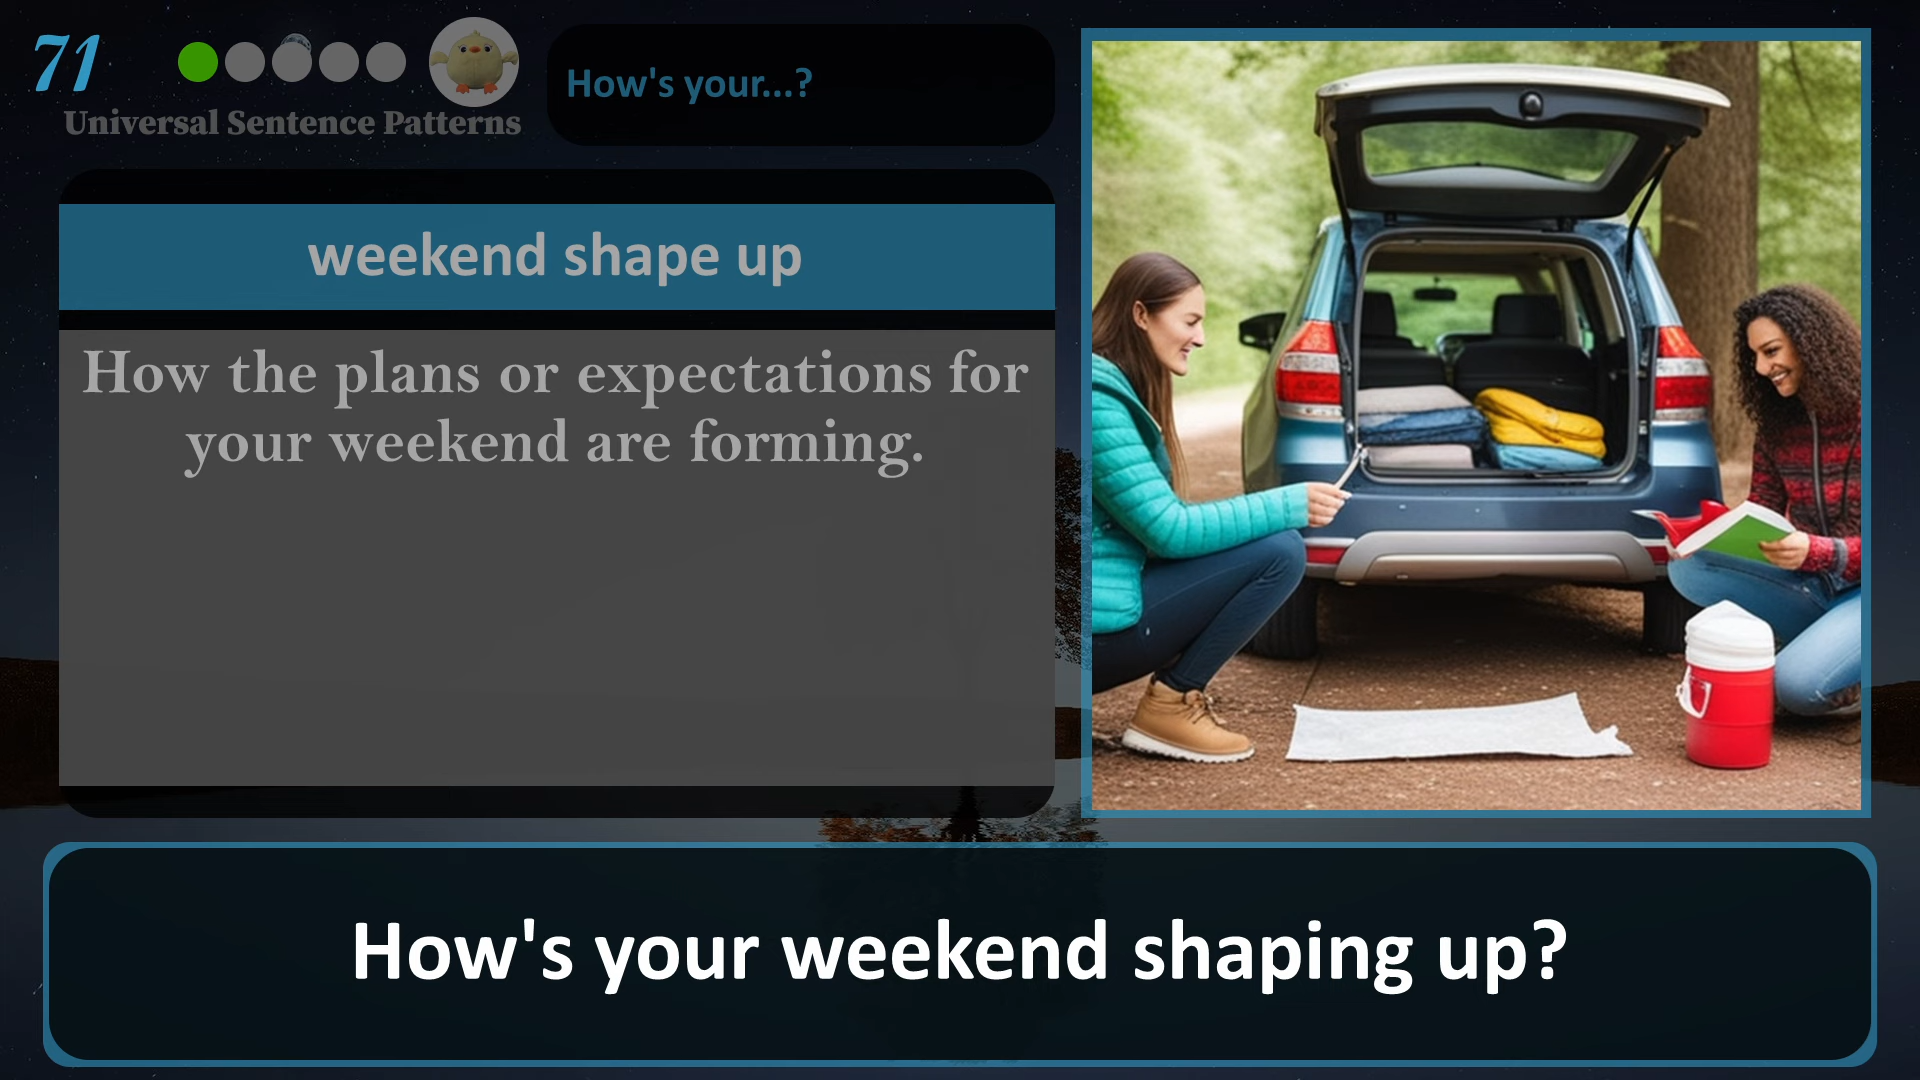 71
Universal Sentence Patterns
How's your...?
weekend shape up
How the plans or expectations for
your weekend are forming.
How's your weekend shaping up?